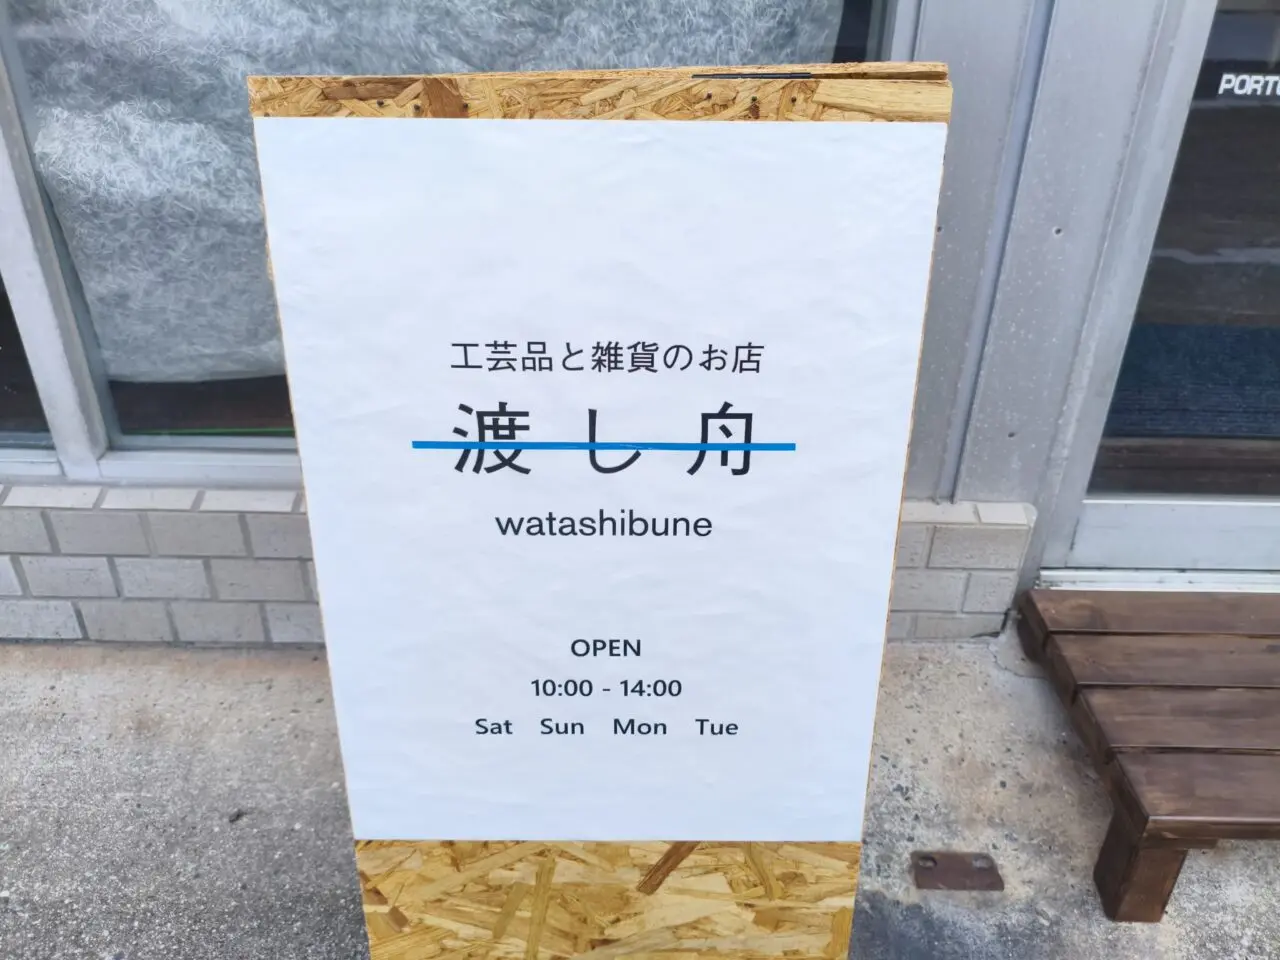 工芸品と雑貨のお店
渡し舟
watashibune
OPEN
10:00 - 14:00
Sat Sun Mon Tue